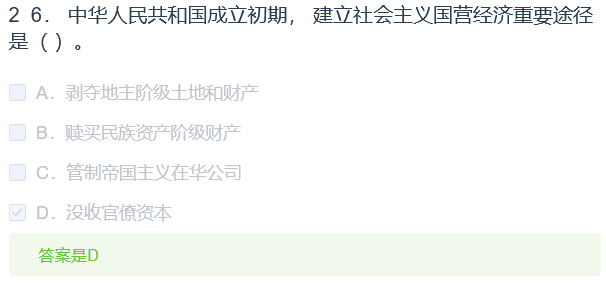 26. 中华人民共和国成立初期， 建立社会主义国营经济重要途径
是（ ）。
A. 剥夺地主阶级土地和财产
B. 赎买民族资产阶级财产
C. 管制帝国主义在华公司
D. 没收官僚资本
答案是D